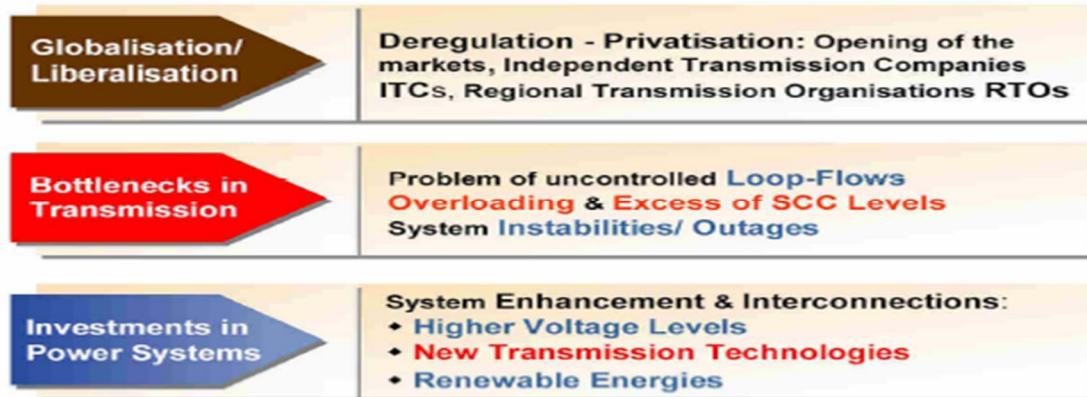 Globalisation/
Liberalisation
Deregulation - Privatisation: Opening of the
markets, Independent Transmission Companies
ITCs, Regional Transmission Organisations RTOs
Bottlenecks in
Transmission
Problem of uncontrolled Loop-Flows
Overloading & Excess of SCC Levels
System Instabilities/ Outages
Investments in
Power Systems
System Enhancement & Interconnections:
• Higher Voltage Levels
• New Transmission Technologies
• Renewable Energies